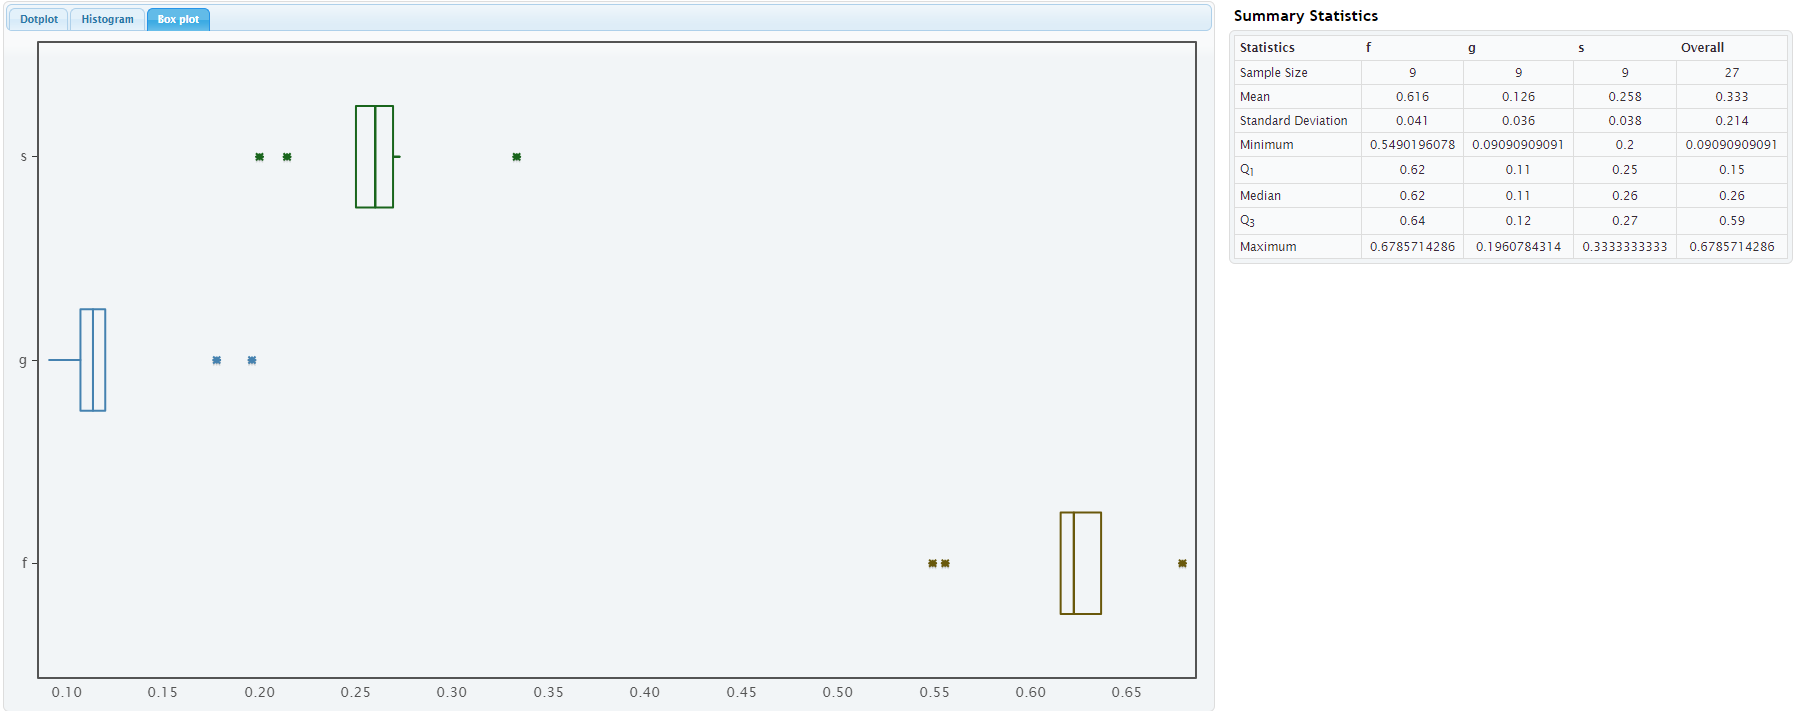 Dotplot Histogram Box plot
s
g
f
0.10 0.15 0.20 0.25 0.30 0.35 0.40 0.45 0.50 0.55 0.60 0.65
Summary Statistics
Statistics f g s Overall
Sample Size 9 9 9 27
Mean 0.616 0.126 0.258 0.333
Standard Deviation 0.041 0.036 0.038 0.214
Minimum 0.5490196078 0.09090909091 0.2 0.09090909091
Q1 0.62 0.11 0.25 0.15
Median 0.62 0.11 0.26 0.26
Q3 0.64 0.12 0.27 0.59
Maximum 0.6785714286 0.1960784314 0.3333333333 0.6785714286